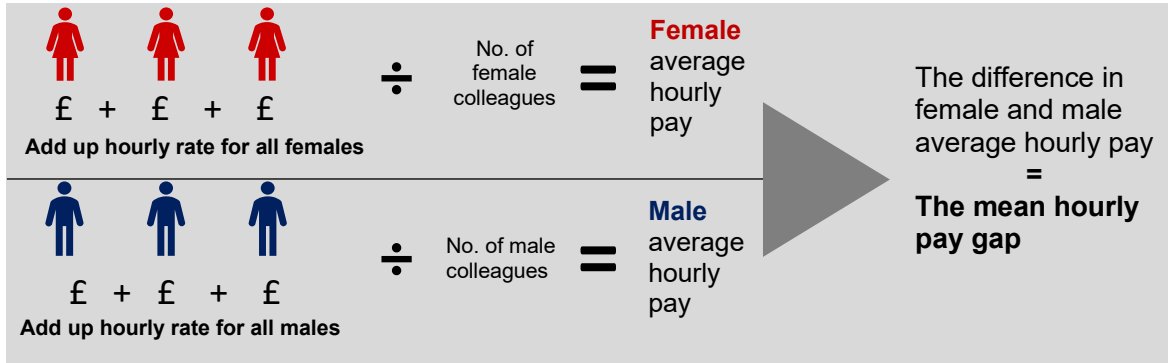 £ + £ + £
Add up hourly rate for all females
÷
No. of
female
colleagues
=
Female
average
hourly
pay
£ + £ + £
Add up hourly rate for all males
÷
No. of male
colleagues
=
Male
average
hourly
pay
The difference in
female and male
average hourly pay
=
The mean hourly
pay gap